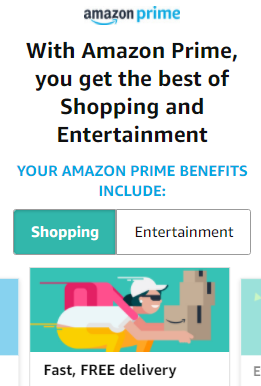 amazon prime
With Amazon Prime,
you get the best of
Shopping and
Entertainment
YOUR AMAZON PRIME BENEFITS
INCLUDE:
Shopping Entertainment
Fast, FREE delivery